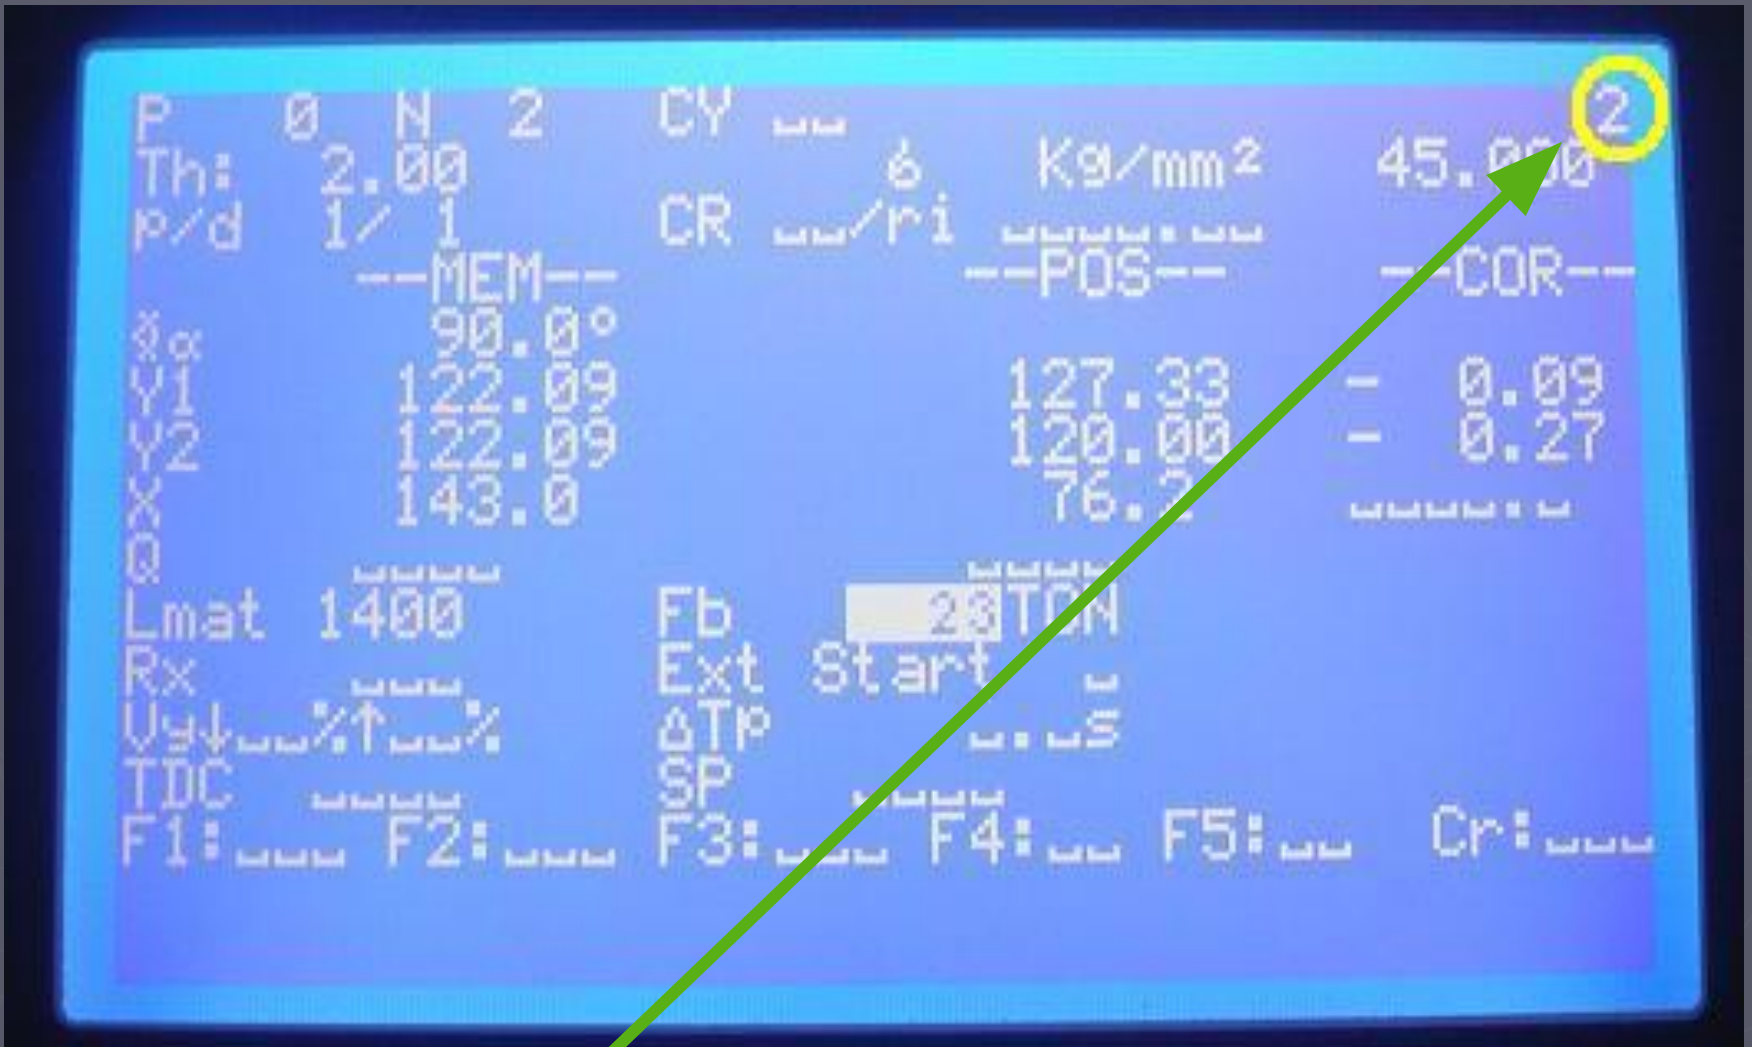 P 0 N 2 CY ␣␣ 2
Th: 2.00 6 Kg/mm² 45.000
p/d 1/ 1 CR ␣␣/ri ␣␣␣␣.␣␣
--MEM-- --POS-- --COR--
α 90.0°
Y1 122.09 127.33 - 0.09
Y2 122.09 120.00 - 0.27
X 143.0 76.2 ␣␣␣␣.␣
Q ␣␣␣␣ ␣␣␣␣
Lmat 1400 Fb 23TON
Rx ␣␣␣ Ext Start ␣
Vy↓␣␣%↑␣␣% ΔTp ␣.␣s
TDC ␣␣␣␣ SP ␣␣␣␣
F1:␣␣␣ F2:␣␣␣ F3:␣␣␣ F4:␣␣ F5:␣␣ Cr:␣␣␣